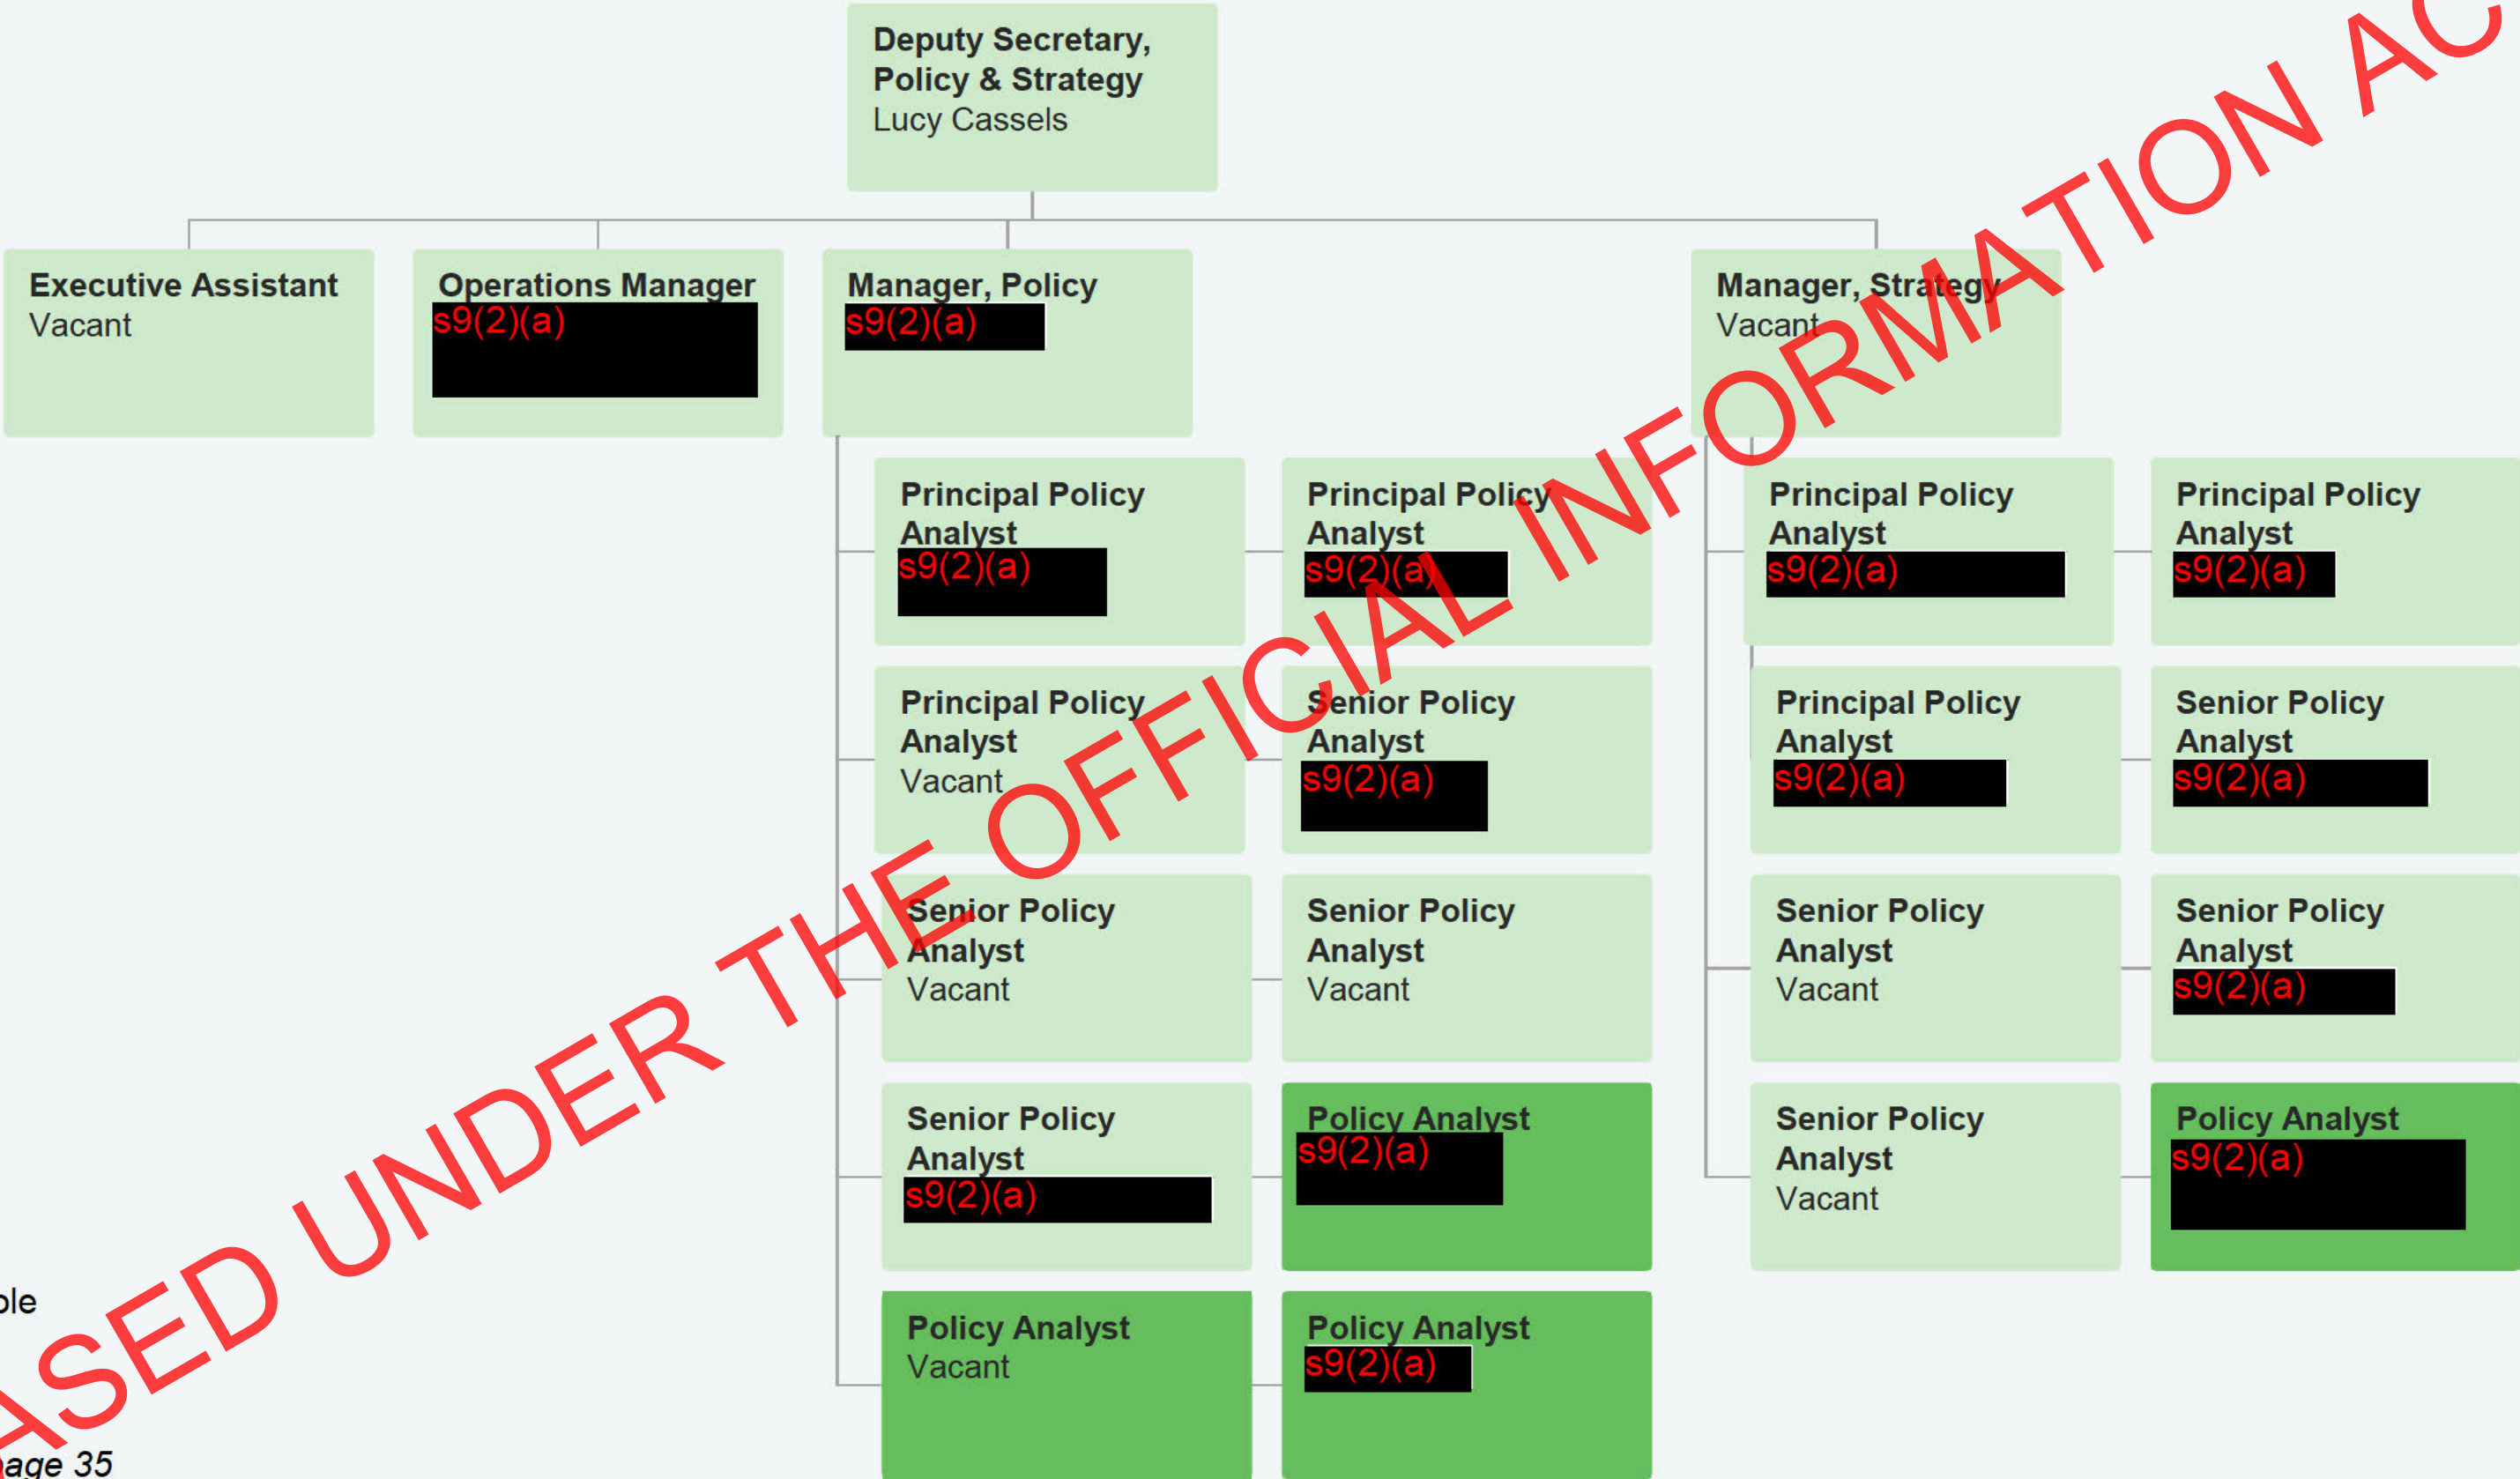 Deputy Secretary,
Policy & Strategy
Lucy Cassels
Executive Assistant
Vacant
Operations Manager
s9(2)(a)
Manager, Policy
s9(2)(a)
Manager, Strategy
Vacant
Principal Policy
Analyst
s9(2)(a)
Principal Policy
Analyst
s9(2)(a)
Principal Policy
Analyst
s9(2)(a)
Principal Policy
Analyst
s9(2)(a)
Principal Policy
Analyst
Vacant
Senior Policy
Analyst
s9(2)(a)
Principal Policy
Analyst
s9(2)(a)
Senior Policy
Analyst
s9(2)(a)
Senior Policy
Analyst
Vacant
Senior Policy
Analyst
Vacant
Senior Policy
Analyst
Vacant
Senior Policy
Analyst
s9(2)(a)
Senior Policy
Analyst
s9(2)(a)
Policy Analyst
s9(2)(a)
Senior Policy
Analyst
Vacant
Policy Analyst
s9(2)(a)
Policy Analyst
Vacant
Policy Analyst
s9(2)(a)
35
UNDER THE OFFICIAL INFORMATION